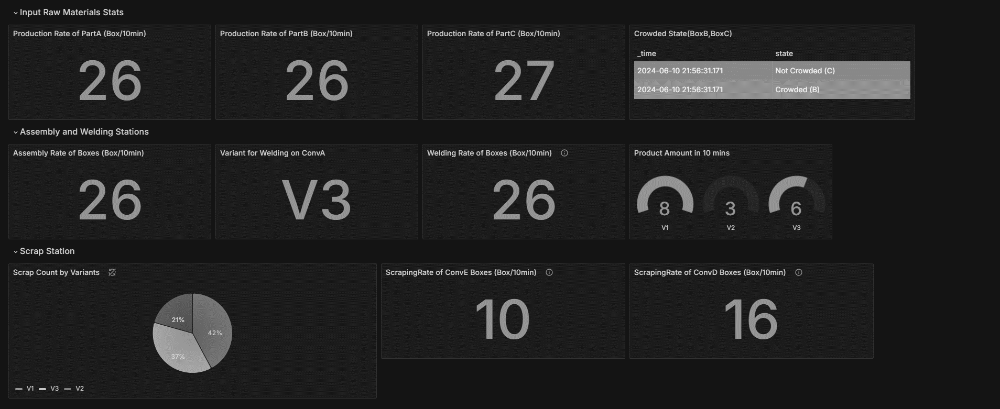 Input Raw Materials Stats
Production Rate of PartA (Box/10min)
26
Production Rate of PartB (Box/10min)
26
Production Rate of PartC (Box/10min)
27
Crowded State(BoxB,BoxC)
_time state
2024-06-10 21:56:31.171 Not Crowded (C)
2024-06-10 21:56:31.171 Crowded (B)
Assembly and Welding Stations
Assembly Rate of Boxes (Box/10min)
26
Variant for Welding on ConvA
V3
Welding Rate of Boxes (Box/10min)
26
Product Amount in 10 mins
8 3 6
V1 V2 V3
Scrap Station
Scrap Count by Variants
21%
42%
37%
V1 V3 V2
ScrapingRate of ConvE Boxes (Box/10min)
10
ScrapingRate of ConvD Boxes (Box/10min)
16